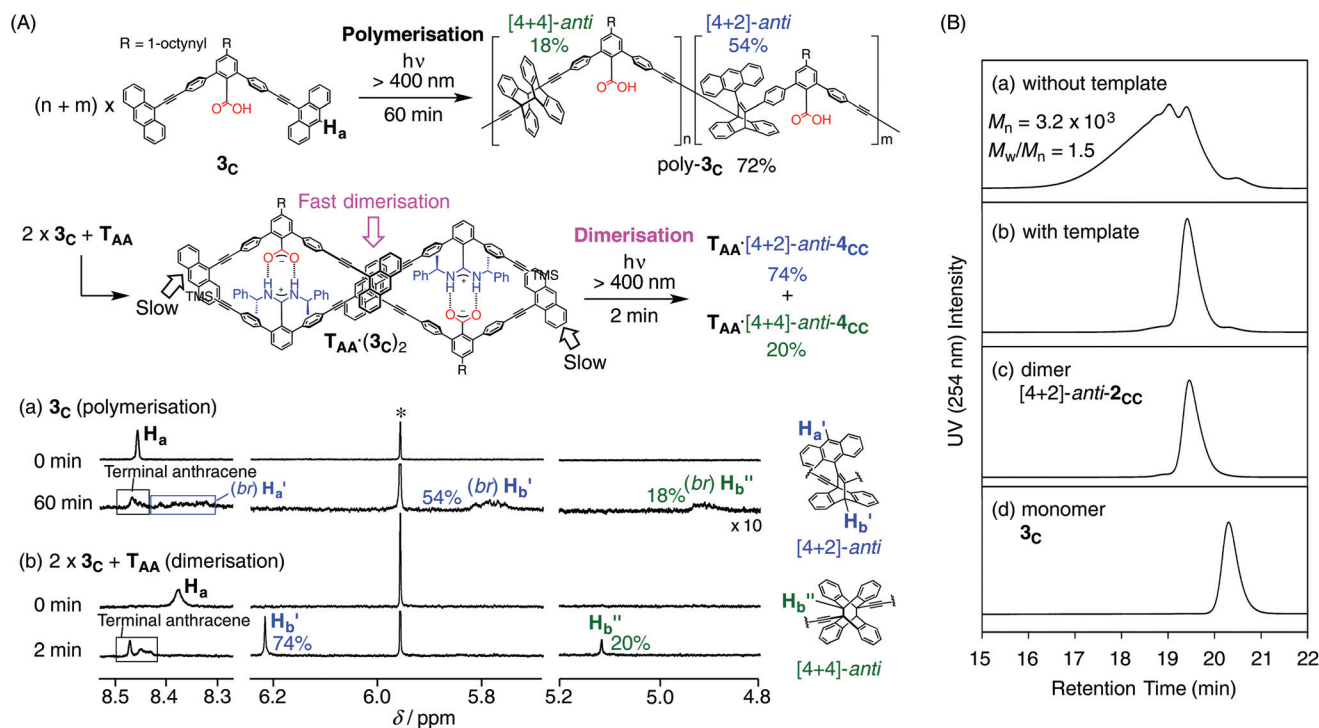 (A)
R = 1-octynyl
(n + m) x
R
O
OH
Ha
3C
Polymerisation
hν
> 400 nm
60 min
[4+4]-anti
18%
[4+2]-anti
54%
R
O
OH
n
R
O
OH
m
poly-3C 72%
2 x 3C + TAA
Fast dimerisation
R
O O
−
Ph N H H N Ph
+
TMS
Slow
Ph N H H N Ph
+
TMS
O O
−
R
Slow
TAA·(3C)2
Dimerisation
hν
> 400 nm
2 min
TAA·[4+2]-anti-4CC
74%
+
TAA·[4+4]-anti-4CC
20%
(a) 3C (polymerisation)
Ha
*
0 min
Terminal anthracene
(br) Ha'
60 min
54% (br) Hb'
18% (br) Hb''
x 10
(b) 2 x 3C + TAA (dimerisation)
Ha
0 min
Terminal anthracene
Hb'
74%
Hb''
20%
2 min
8.5 8.4 8.3 6.2 6.0 5.8 5.2 5.0 4.8
δ / ppm
Ha'
Hb'
[4+2]-anti
Hb''
[4+4]-anti
(B)
UV (254 nm) Intensity
(a) without template
Mn = 3.2 x 10³
Mw/Mn = 1.5
(b) with template
(c) dimer
[4+2]-anti-2CC
(d) monomer
3C
15 16 17 18 19 20 21 22
Retention Time (min)